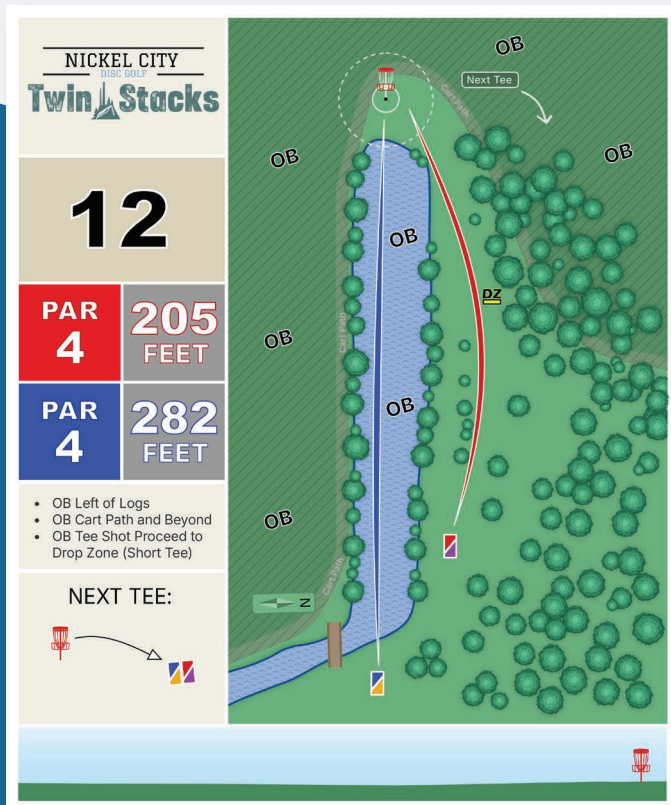 NICKEL CITY
DISC GOLF
Twin Stacks
12
PAR
4
205
FEET
PAR
4
282
FEET
• OB Left of Logs
• OB Cart Path and Beyond
• OB Tee Shot Proceed to
Drop Zone (Short Tee)
NEXT TEE:
OB
Next Tee
Cart Path
OB
OB
OB
DZ
Cart Path
OB
OB
OB
Cart Path
N